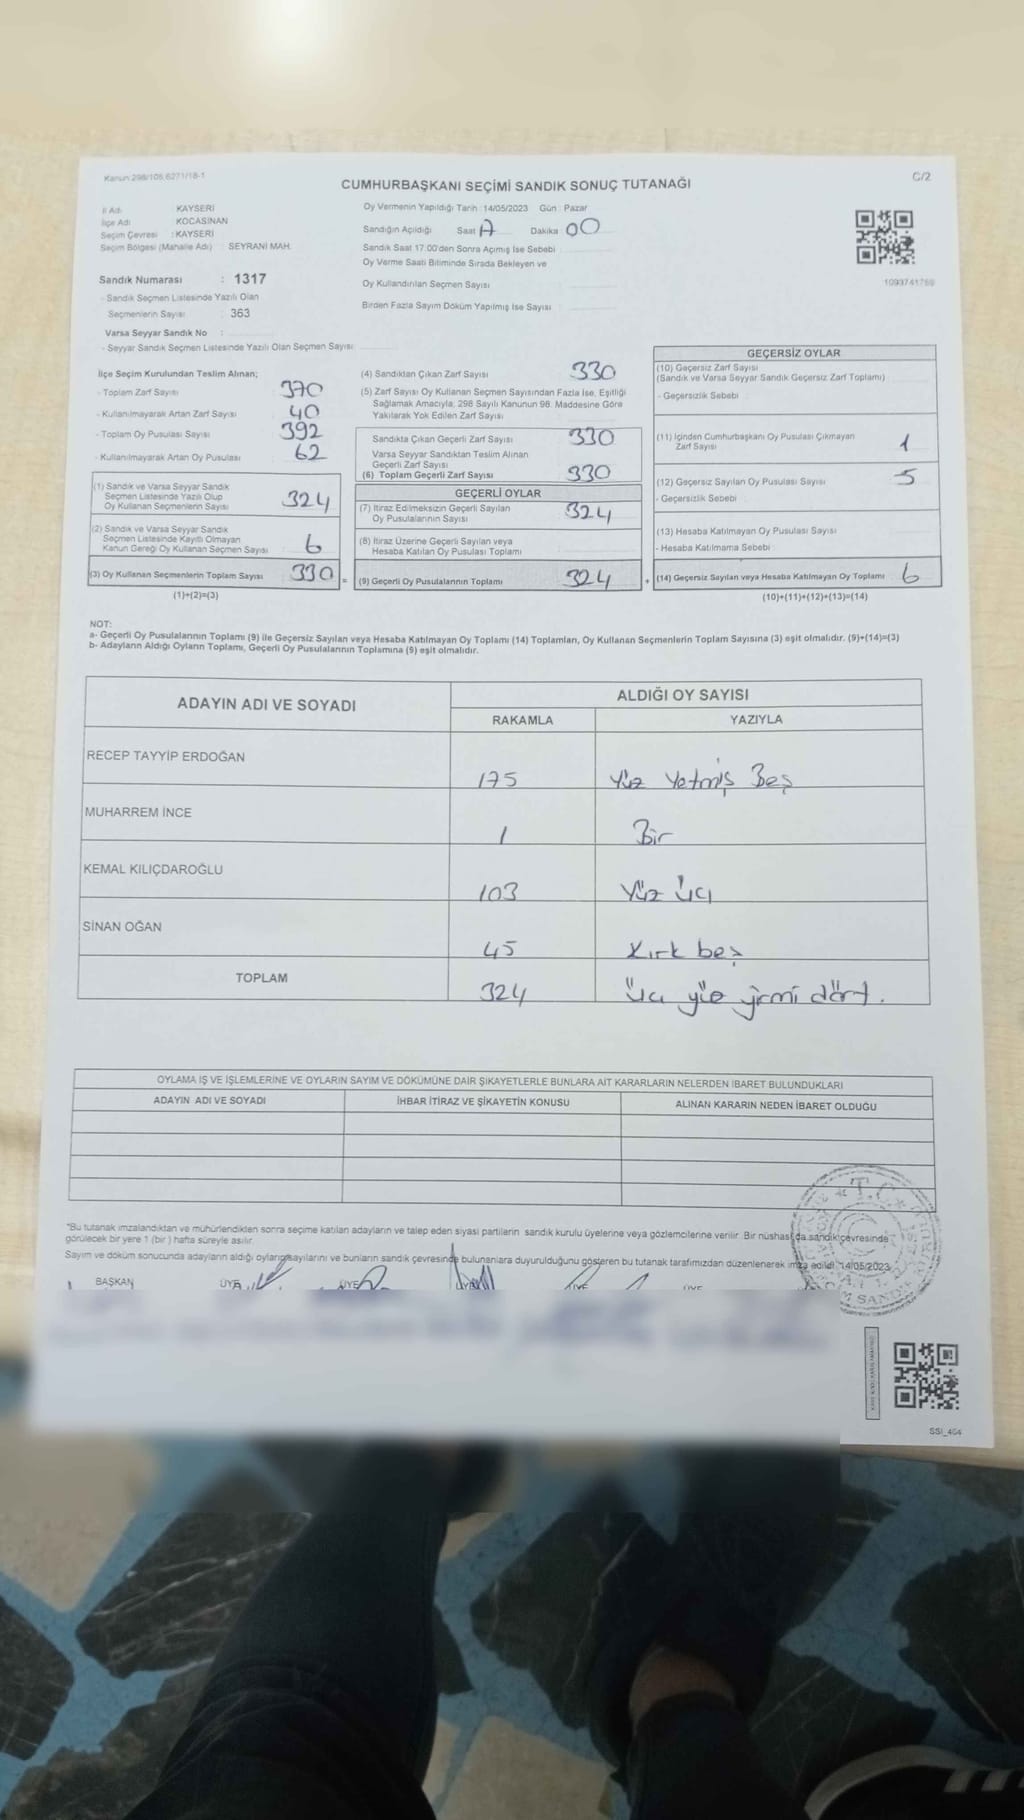 Kanun:298/105.6271/18-1
C/2
CUMHURBAŞKANI SEÇİMİ SANDIK SONUÇ TUTANAĞI
İl Adı KAYSERİ
İlçe Adı KOCASİNAN
Seçim Çevresi : KAYSERİ
Seçim Bölgesi (Mahalle Adı) SEYRANİ MAH.
Sandık Numarası : 1317
- Sandık Seçmen Listesinde Yazılı Olan
Seçmenlerin Sayısı 363
Varsa Seyyar Sandık No :
- Seyyar Sandık Seçmen Listesinde Yazılı Olan Seçmen Sayısı
Oy Vermenin Yapıldığı Tarih :14/05/2023 Gün : Pazar
Sandığın Açıldığı Saat Dakika 00
Sandık Saat 17:00'den Sonra Açımış İse Sebebi
Oy Verme Saati Bitiminde Sırada Bekleyen ve
Oy Kullandırılan Seçmen Sayısı
Birden Fazla Sayım Döküm Yapılmış İse Sayısı
1093741759
İlçe Seçim Kurulundan Teslim Alınan;
- Toplam Zarf Sayısı 370
- Kullanılmayarak Artan Zarf Sayısı 40
- Toplam Oy Pusulası Sayısı 392
- Kullanılmayarak Artan Oy Pusulası 62
(1) Sandık ve Varsa Seyyar Sandık
Seçmen Listesinde Yazılı Olup
Oy Kullanan Seçmenlerin Sayısı 324
(2) Sandık ve Varsa Seyyar Sandık
Seçmen Listesinde Kayıtlı Olmayan
Kanun Gereği Oy Kullanan Seçmen Sayısı 6
(3) Oy Kullanan Seçmenlerin Toplam Sayısı 330 =
(1)+(2)=(3)
(4) Sandıktan Çıkan Zarf Sayısı 330
(5) Zarf Sayısı Oy Kullanan Seçmen Sayısından Fazla İse, Eşitliği
Sağlamak Amacıyla, 298 Sayılı Kanunun 98. Maddesine Göre
Yakılarak Yok Edilen Zarf Sayısı
Sandıkta Çıkan Geçerli Zarf Sayısı 330
Varsa Seyyar Sandıktan Teslim Alınan
Geçerli Zarf Sayısı
(6) Toplam Geçerli Zarf Sayısı 330
GEÇERLİ OYLAR
(7) İtiraz Edilmeksizin Geçerli Sayılan
Oy Pusulalarının Sayısı 324
(8) İtiraz Üzerine Geçerli Sayılan veya
Hesaba Katılan Oy Pusulası Toplamı
(9) Geçerli Oy Pusulalarının Toplamı 324 +
GEÇERSİZ OYLAR
(10) Geçersiz Zarf Sayısı
(Sandık ve Varsa Seyyar Sandık Geçersiz Zarf Toplamı)
- Geçersizlik Sebebi
(11) İçinden Cumhurbaşkanı Oy Pusulası Çıkmayan
Zarf Sayısı 1
(12) Geçersiz Sayılan Oy Pusulası Sayısı 5
- Geçersizlik Sebebi
(13) Hesaba Katılmayan Oy Pusulası Sayısı
- Hesaba Katılmama Sebebi
(14) Geçersiz Sayılan veya Hesaba Katılmayan Oy Toplamı 6
(10)+(11)+(12)+(13)=(14)
NOT:
a- Geçerli Oy Pusulalarının Toplamı (9) ile Geçersiz Sayılan veya Hesaba Katılmayan Oy Toplamı (14) Toplamları, Oy Kullanan Seçmenlerin Toplam Sayısına (3) eşit olmalıdır. (9)+(14)=(3)
b- Adayların Aldığı Oyların Toplamı, Geçerli Oy Pusulalarının Toplamına (9) eşit olmalıdır.
ADAYIN ADI VE SOYADI ALDIĞI OY SAYISI
RAKAMLA YAZIYLA
RECEP TAYYİP ERDOĞAN 175 Yüz Yetmiş Beş
MUHARREM İNCE 1 Bir
KEMAL KILIÇDAROĞLU 103 Yüz üç
SİNAN OĞAN 45 Kırk beş
TOPLAM 324 üç yüz yirmi dört.
OYLAMA İŞ VE İŞLEMLERİNE VE OYLARIN SAYIM VE DÖKÜMÜNE DAİR ŞİKAYETLERLE BUNLARA AİT KARARLARIN NELERDEN İBARET BULUNDUKLARI
ADAYIN ADI VE SOYADI İHBAR İTİRAZ VE ŞİKAYETİN KONUSU ALINAN KARARIN NEDEN İBARET OLDUĞU
"Bu tutanak imzalandıktan ve mühürlendikten sonra seçime katılan adayların ve talep eden siyasi partilerin sandık kurulu üyelerine veya gözlemcilerine verilir. Bir nüshası da sandık çevresinde
görülecek bir yere 1 (bir) hafta süreyle asılır.
Sayım ve döküm sonucunda adayların aldığı oyların sayılarını ve bunların sandık çevresinde bulunanlara duyurulduğunu gösteren bu tutanak tarafımızdan düzenlenerek imza edildi. 14/05/2023
BAŞKAN ÜYE ÜYE ÜYE ÜYE ÜYE
T.C.
SSİ_464